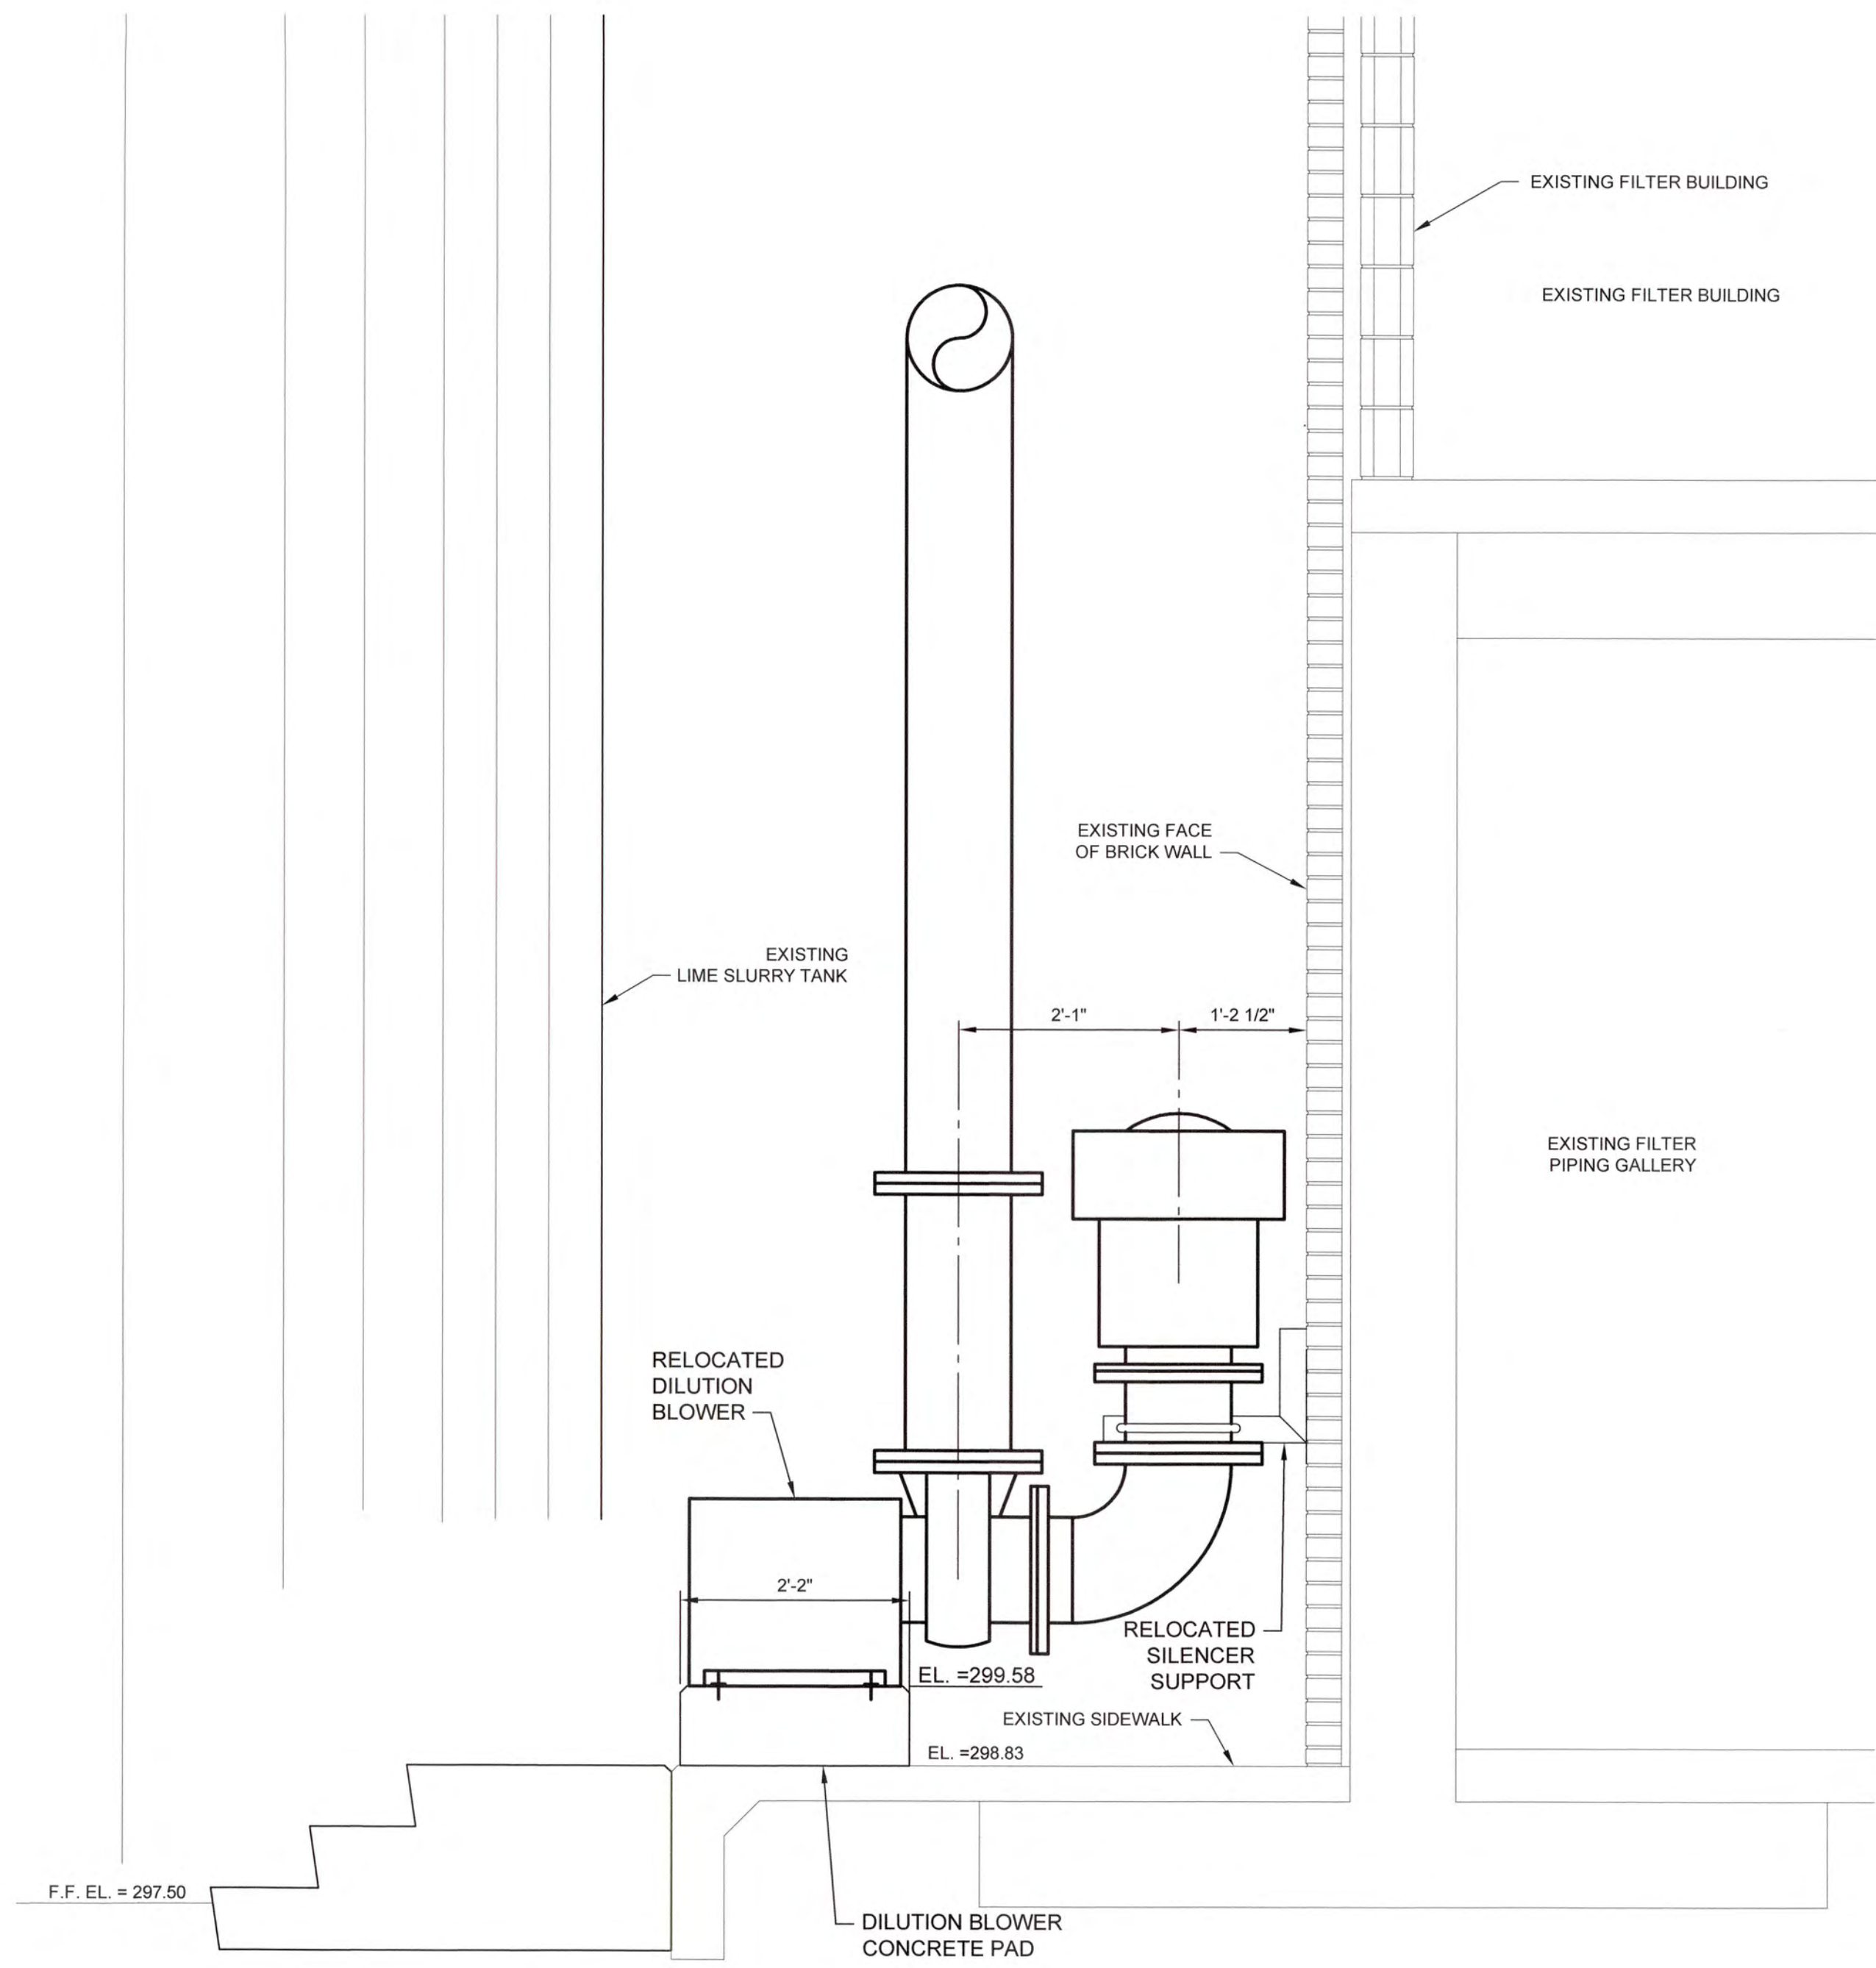 EXISTING FILTER BUILDING
EXISTING FILTER BUILDING
EXISTING FACE
OF BRICK WALL
EXISTING
LIME SLURRY TANK
2'-1"
1'-2 1/2"
EXISTING FILTER
PIPING GALLERY
RELOCATED
DILUTION
BLOWER
2'-2"
RELOCATED
SILENCER
SUPPORT
EL. =299.58
EXISTING SIDEWALK
EL. =298.83
F.F. EL. = 297.50
DILUTION BLOWER
CONCRETE PAD